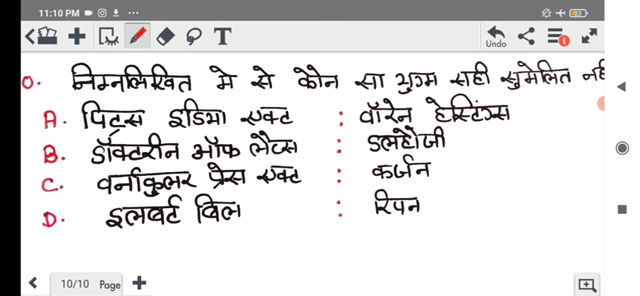 11:10 PM
Undo
0. निम्नलिखित मे से कौन सा युग्म सही सुमेलित नही
A. पिट्स इंडिया एक्ट : वॉरेन हेस्टिंग्स
B. डॉक्टरीन ऑफ लैप्स : डलहौजी
C. वर्नाकुलर प्रेस एक्ट : कर्जन
D. इलबर्ट बिल : रिपन
10/10 Page